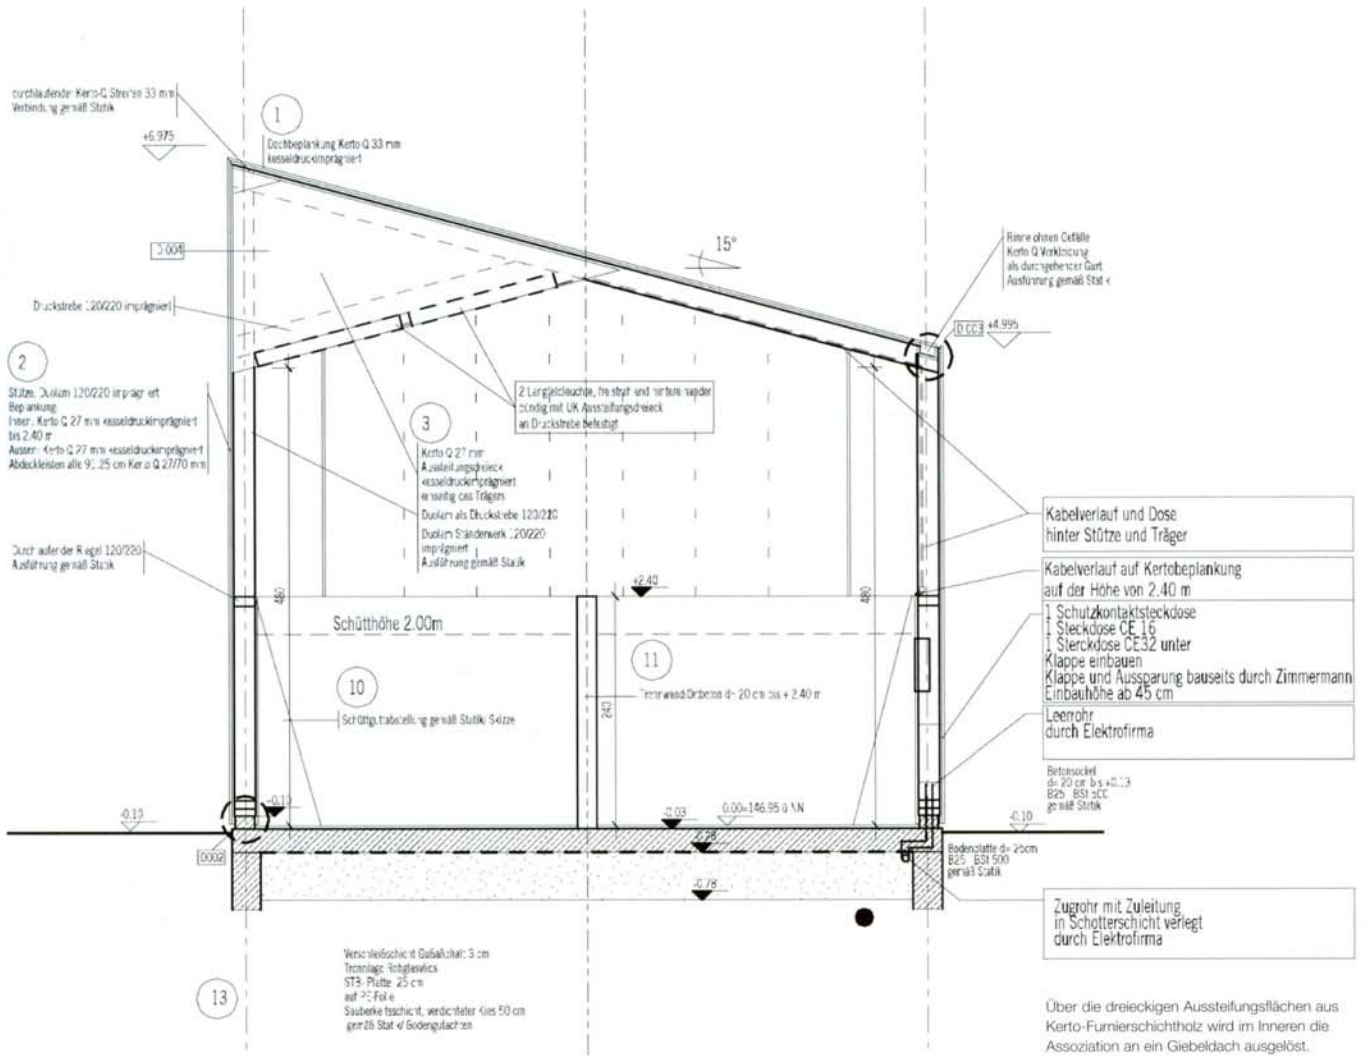 durchlaufender Kerto-Q Streifen 33 mm
Verbindung gemäß Statik
+6.975
1
Dachbeplankung Kerto-Q 33 mm
kesseldruckimprägniert
D.004
15°
Rinne ohne Gefälle
Kerto Q Verkleidung
als durchgehender Gurt
Ausführung gemäß Statik
D.003
+4.995
Druckstrebe 120/220 imprägniert
2
Stütze: Duolam 120/220 imprägniert
Beplankung
Innen: Kerto Q 27 mm kesseldruckimprägniert
bis 2.40 m
Aussen: Kerto Q 27 mm kesseldruckimprägniert
Abdeckleisten alle 91.25 cm Kerto Q 27/70 mm
2 Langfeldleuchte, hintereinander
bündig mit UK Aussteifungsdreieck
an Druckstrebe befestigt
3
Kerto Q 27 mm
Aussteifungsdreieck
kesseldruckimprägniert
einseitig des Trägers
Duolam als Druckstrebe 120/220
Duolam Ständerwerk 120/220
imprägniert
Ausführung gemäß Statik
Durchlaufender Riegel 120/220
Ausführung gemäß Statik
Kabelverlauf und Dose
hinter Stütze und Träger
Kabelverlauf auf Kertobeplankung
auf der Höhe von 2.40 m
1 Schutzkontaktsteckdose
1 Steckdose CE 16
1 Sterckdose CE32 unter
Klappe einbauen
Klappe und Aussparung bauseits durch Zimmermann
Einbauhöhe ab 45 cm
Leerrohr
durch Elektrofirma
+2.40
480
480
Schütthöhe 2.00m
10
Schüttgutabstellung gemäß Statik/ Skizze
11
Trennwand:Ortbeton d= 20 cm bis + 2.40 m
240
Betonsockel
d= 20 cm bis +0.13
B25 BSt 500
gemäß Statik
-0.10
-0.10
-0.03
0.00=146.95 ü.NN
-0.10
D002
-0.28
-0.78
Bodenplatte d= 25cm
B25 BSt 500
gemäß Statik
Zugrohr mit Zuleitung
in Schotterschicht verlegt
durch Elektrofirma
13
Verschleißschicht Gußasphalt 3 cm
Trennlage Rohglasvlies
STB- Platte 25 cm
auf PE-Folie
Sauberkeitsschicht, verdichteter Kies 50 cm
gemäß Statik/ Bodengutachten
Über die dreieckigen Aussteifungsflächen aus
Kerto-Furnierschichtholz wird im Inneren die
Assoziation an ein Giebeldach ausgelöst.